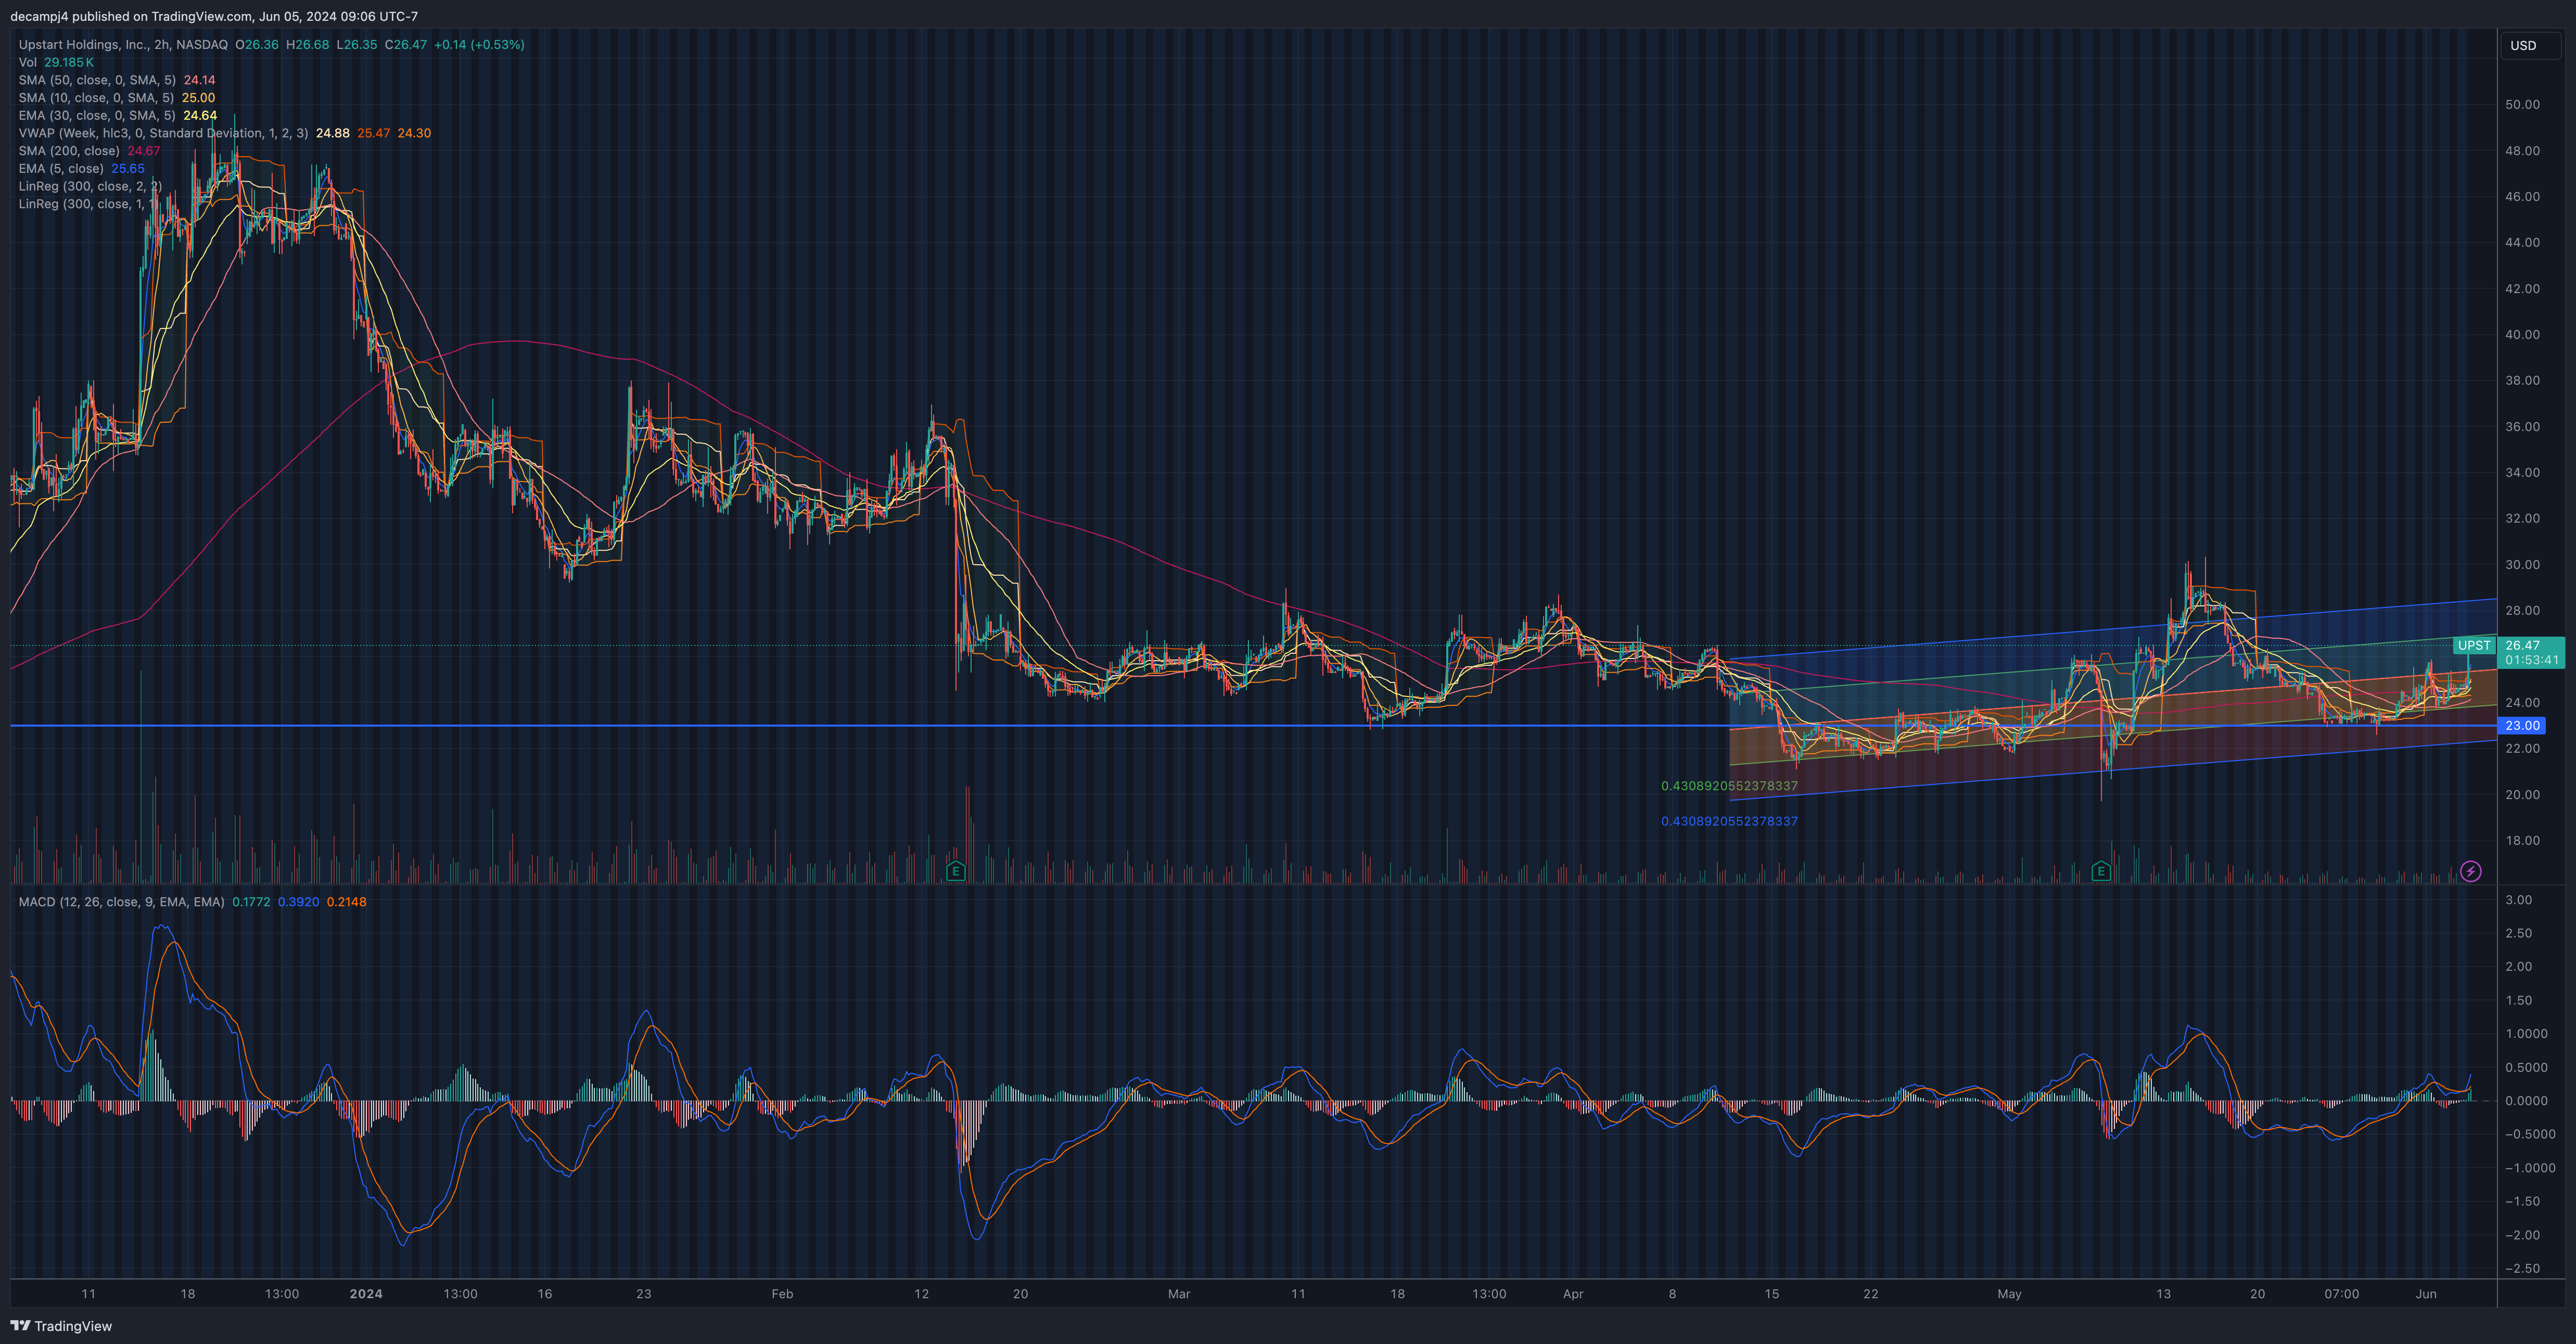 decampj4 published on TradingView.com, Jun 05, 2024 09:06 UTC-7
USD
Upstart Holdings, Inc., 2h, NASDAQ O26.36 H26.68 L26.35 C26.47 +0.14 (+0.53%)
Vol 29.185K
SMA (50, close, 0, SMA, 5) 24.14
SMA (10, close, 0, SMA, 5) 25.00
EMA (30, close, 0, SMA, 5) 24.64
VWAP (Week, hlc3, 0, Standard Deviation, 1, 2, 3) 24.88 25.47 24.30
SMA (200, close) 24.67
EMA (5, close) 25.65
LinReg (300, close, 2, 2)
LinReg (300, close, 1, 1
50.00
48.00
46.00
44.00
42.00
40.00
38.00
36.00
34.00
32.00
30.00
28.00
UPST 26.47
01:53:41
24.00
23.00
22.00
20.00
18.00
0.4308920552378337
0.4308920552378337
E
E
MACD (12, 26, close, 9, EMA, EMA) 0.1772 0.3920 0.2148
3.00
2.50
2.00
1.50
1.0000
0.5000
0.0000
−0.5000
−1.0000
−1.50
−2.00
−2.50
11 18 13:00 2024 13:00 16 23 Feb 12 20 Mar 11 18 13:00 Apr 8 15 22 May 13 20 07:00 Jun
TradingView